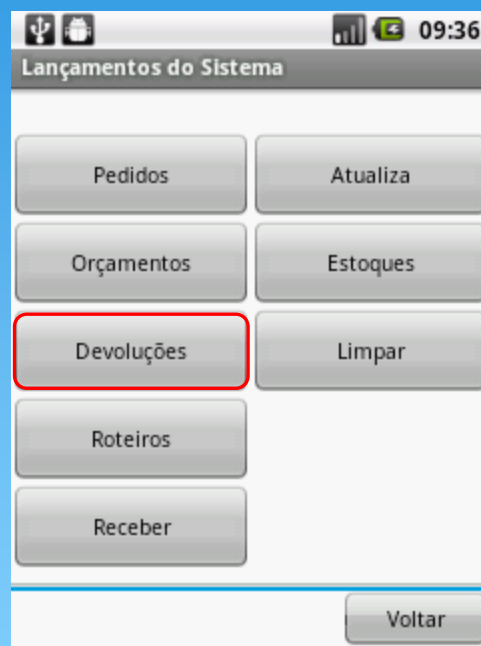 09:36
Lançamentos do Sistema
Pedidos
Atualiza
Orçamentos
Estoques
Devoluções
Limpar
Roteiros
Receber
Voltar